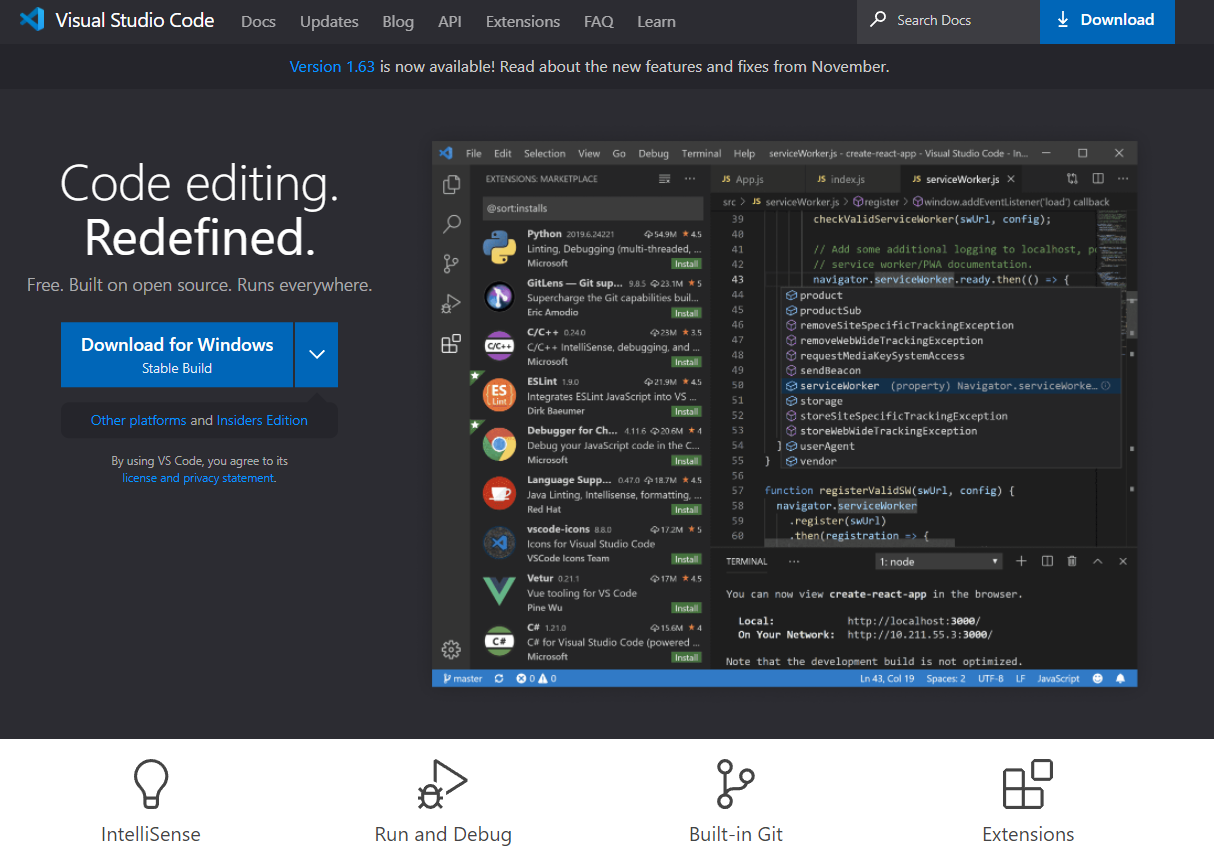 Visual Studio Code Docs Updates Blog API Extensions FAQ Learn Search Docs Download
Version 1.63 is now available! Read about the new features and fixes from November.
Code editing.
Redefined.
Free. Built on open source. Runs everywhere.
Download for Windows
Stable Build
Other platforms and Insiders Edition
By using VS Code, you agree to its
license and privacy statement.
File Edit Selection View Go Debug Terminal Help serviceWorker.js - create-react-app - Visual Studio Code - In...
EXTENSIONS: MARKETPLACE
@sort:installs
Python 2019.6.24221 54.9M ★ 4.5
Linting, Debugging (multi-threaded, ...
Microsoft Install
GitLens — Git sup... 9.8.5 23.1M ★ 5
Supercharge the Git capabilities buil...
Eric Amodio Install
C/C++
C/C++ 0.24.0 23M ★ 3.5
C/C++ IntelliSense, debugging, and ...
Microsoft Install
ES
Lint
ESLint 1.9.0 21.9M ★ 4.5
Integrates ESLint JavaScript into VS ...
Dirk Baeumer Install
Debugger for Ch... 4.11.6 20.6M ★ 4
Debug your JavaScript code in the C...
Microsoft Install
Language Supp... 0.47.0 18.7M ★ 4.5
Java Linting, Intellisense, formatting, ...
Red Hat Install
vscode-icons 8.8.0 17.2M ★ 5
Icons for Visual Studio Code
VSCode Icons Team Install
Vetur 0.21.1 17M ★ 4.5
Vue tooling for VS Code
Pine Wu Install
C#
C# 1.21.0 15.6M ★ 4
C# for Visual Studio Code (powered ...
Microsoft Install
JS App.js JS index.js JS serviceWorker.js
src > JS serviceWorker.js > register > window.addEventListener('load') callback
39 checkValidServiceWorker(swUrl, config);
40
41 // Add some additional logging to localhost, p
42 // service worker/PWA documentation.
43 navigator.serviceWorker.ready.then(() => {
44 product
45 productSub
46 removeSiteSpecificTrackingException
47 removeWebWideTrackingException
48 requestMediaKeySystemAccess
49 sendBeacon
50 serviceWorker (property) Navigator.serviceWorke...
51 storage
52 storeSiteSpecificTrackingException
53 storeWebWideTrackingException
54 } userAgent
55 } vendor
56
57 function registerValidSW(swUrl, config) {
58 navigator.serviceWorker
59 .register(swUrl)
60 .then(registration => {
TERMINAL ... 1: node
You can now view create-react-app in the browser.
Local: http://localhost:3000/
On Your Network: http://10.211.55.3:3000/
Note that the development build is not optimized.
master 0 0 Ln 43, Col 19 Spaces: 2 UTF-8 LF JavaScript
IntelliSense Run and Debug Built-in Git Extensions